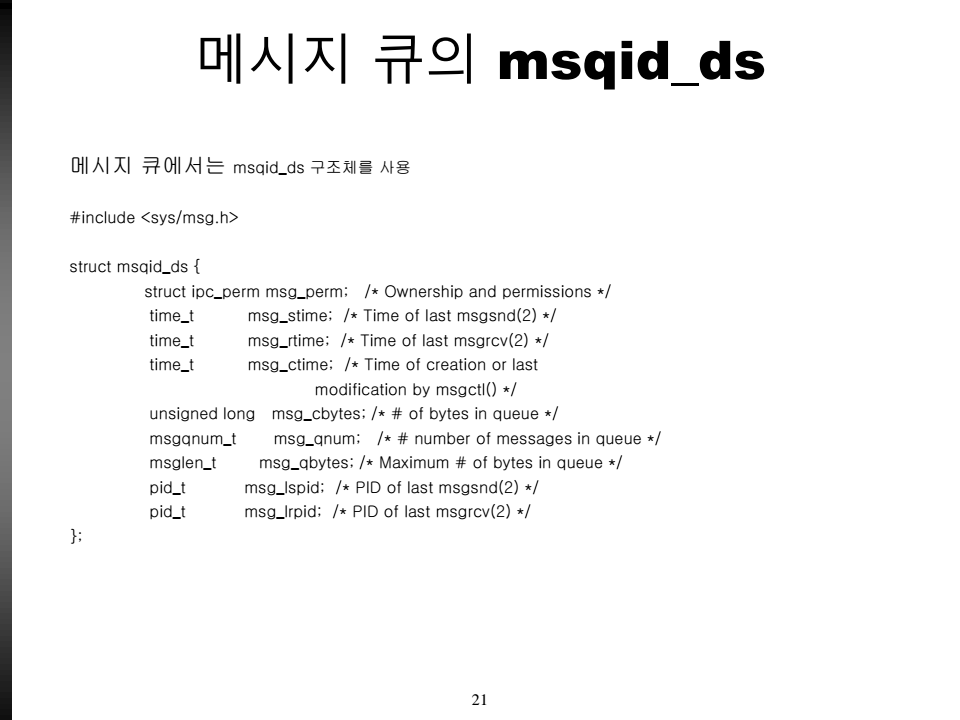 메시지 큐의 msqid_ds
메시지 큐에서는 msqid_ds 구조체를 사용
#include <sys/msg.h>
struct msqid_ds {
struct ipc_perm msg_perm; /* Ownership and permissions */
time_t msg_stime; /* Time of last msgsnd(2) */
time_t msg_rtime; /* Time of last msgrcv(2) */
time_t msg_ctime; /* Time of creation or last
modification by msgctl() */
unsigned long msg_cbytes; /* # of bytes in queue */
msgqnum_t msg_qnum; /* # number of messages in queue */
msglen_t msg_qbytes; /* Maximum # of bytes in queue */
pid_t msg_lspid; /* PID of last msgsnd(2) */
pid_t msg_lrpid; /* PID of last msgrcv(2) */
};
21